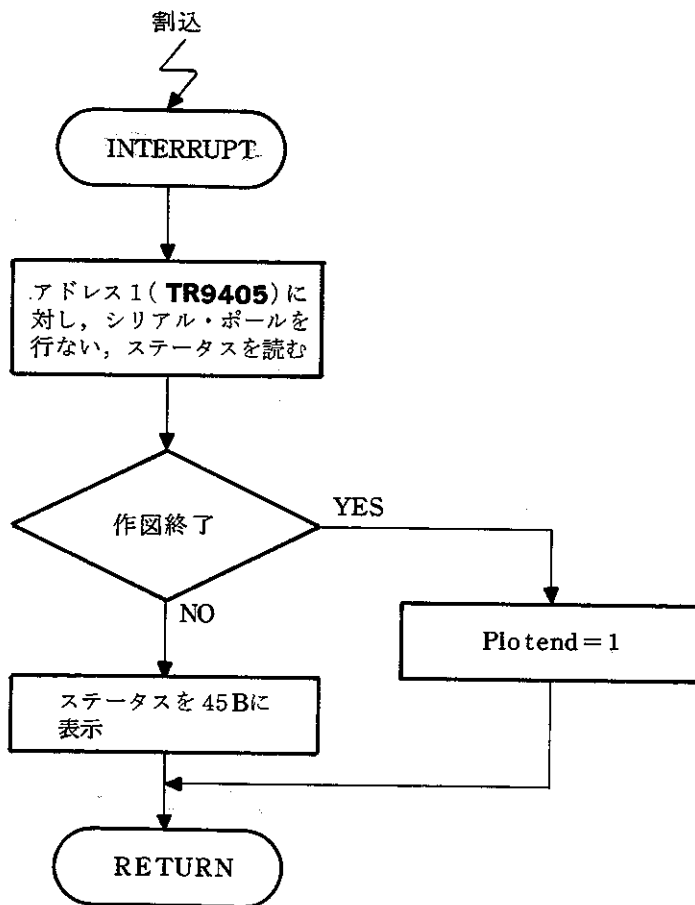 割込
INTERRUPT
アドレス1( TR9405)に
対し，シリアル・ポールを
行ない，ステータスを読む
作図終了
YES
NO
Plotend=1
ステータスを45Bに
表示
RETURN